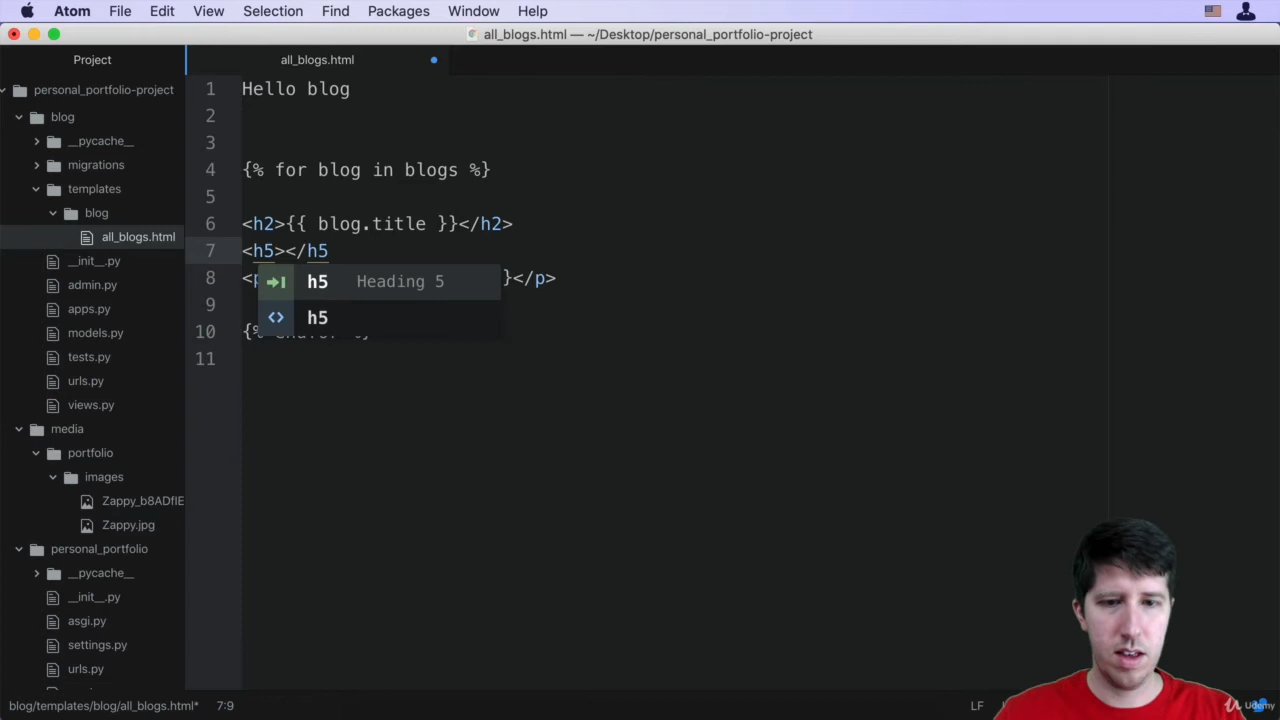 Atom File Edit View Selection Find Packages Window Help
all_blogs.html — ~/Desktop/personal_portfolio-project
Project
all_blogs.html
personal_portfolio-project
blog
__pycache__
migrations
templates
blog
all_blogs.html
__init__.py
admin.py
apps.py
models.py
tests.py
urls.py
views.py
media
portfolio
images
Zappy_b8ADfIE
Zappy.jpg
personal_portfolio
__pycache__
__init__.py
asgi.py
settings.py
urls.py
1 Hello blog
2
3
4 {% for blog in blogs %}
5
6 <h2>{{ blog.title }}</h2>
7 <h5></h5
8 <p }</p>
9
10 {%
11
h5 Heading 5
h5
blog/templates/blog/all_blogs.html* 7:9
LF
Udemy